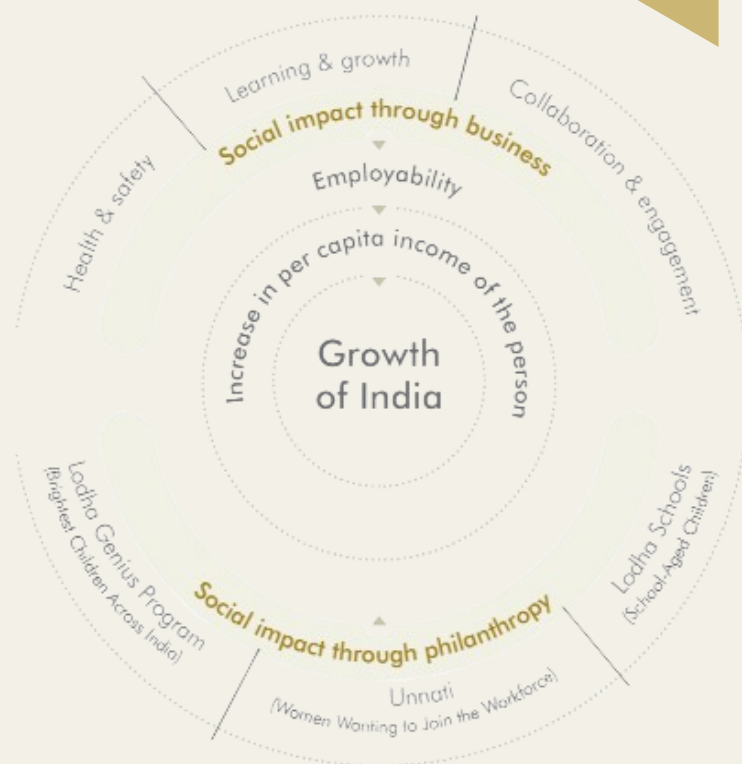 Learning & growth
Health & safety
Collaboration & engagement
Social impact through business
Employability
Increase in per capita income of the person
Growth
of India
Lodha Genius Program
(Brightest Children Across India)
Social impact through philanthropy
Unnati
(Women Wanting to Join the Workforce)
Lodha Schools
(School-Aged Children)